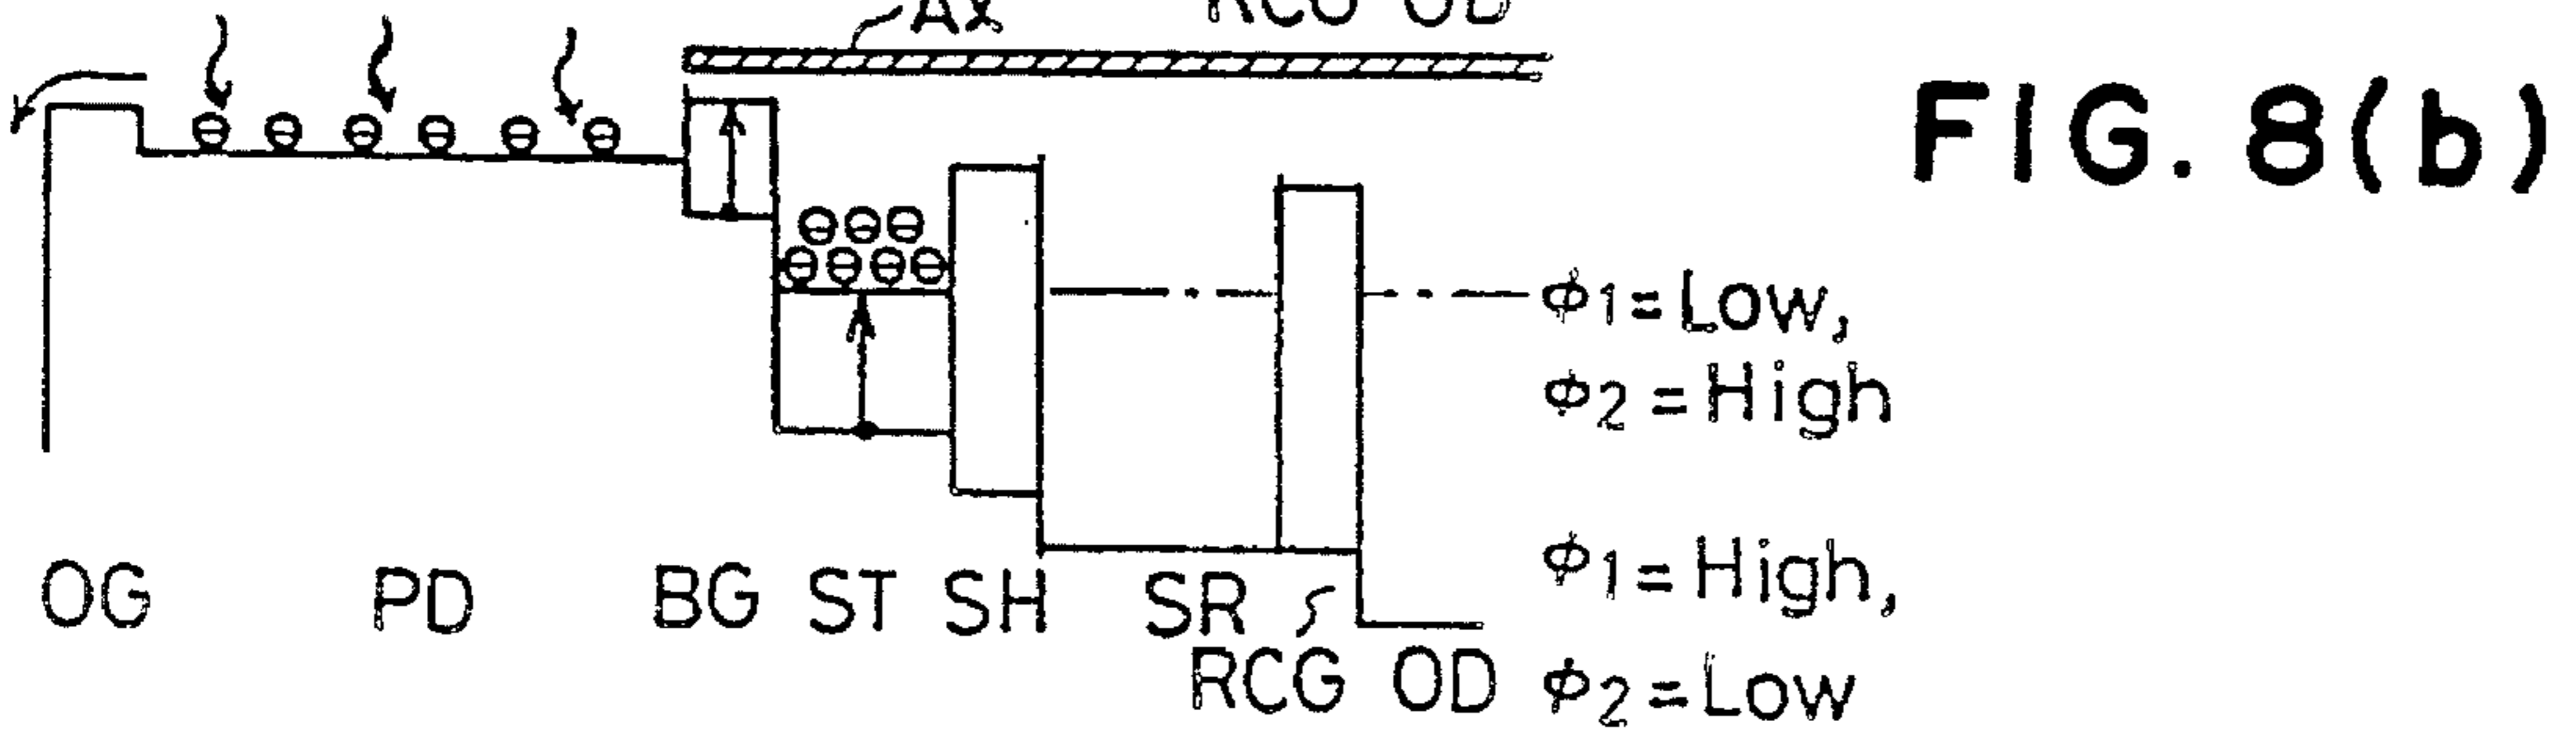 Ax RCG OD
FIG. 8(b)
φ1=Low,
φ2=High
φ1=High,
φ2=Low
OG PD BG ST SH SR
RCG OD